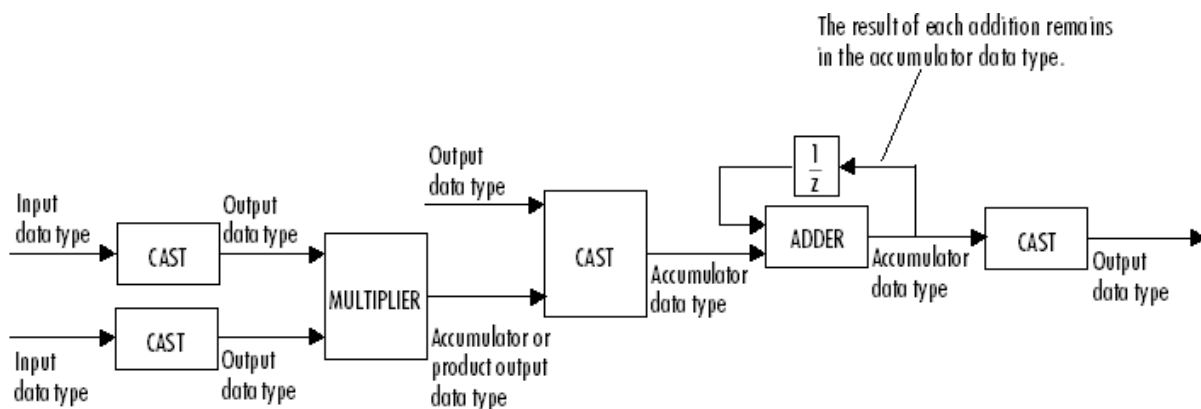 The result of each addition remains
in the accumulator data type.
1
z
Output
data type
Input
data type
Output
data type
CAST
CAST
ADDER
CAST
MULTIPLIER
Accumulator
data type
Accumulator
data type
Output
data type
CAST
Input
data type
Output
data type
Accumulator or
product output
data type